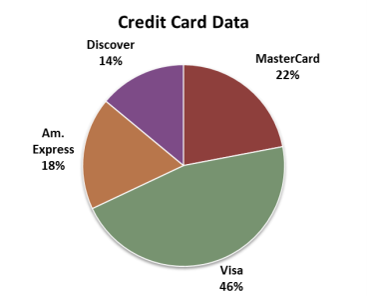 Credit Card Data
Discover
14%
MasterCard
22%
Am.
Express
18%
Visa
46%